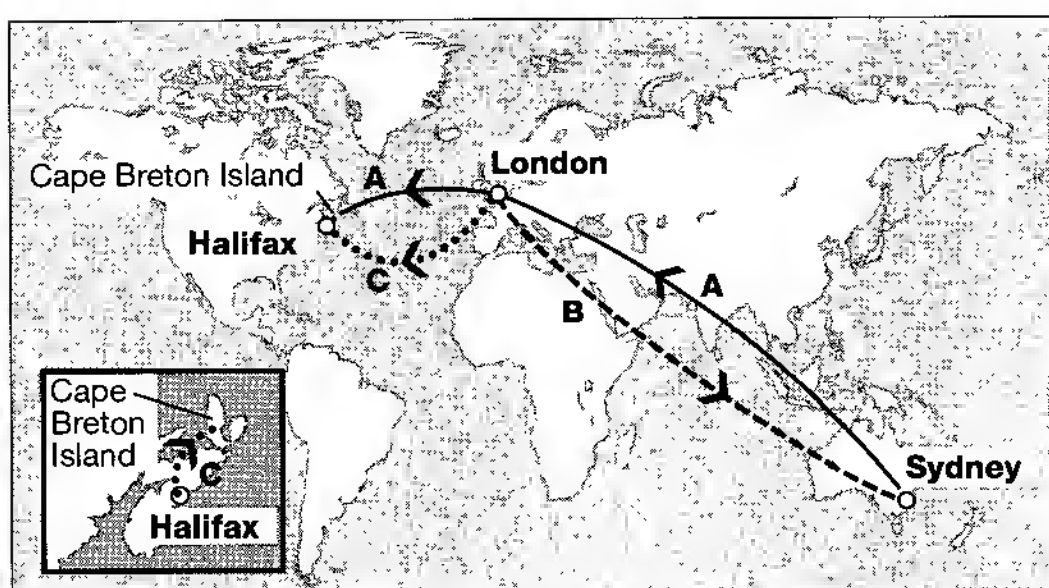 London
Cape Breton Island
A
Halifax
C
A
B
Cape
Breton
Island
C
Halifax
Sydney